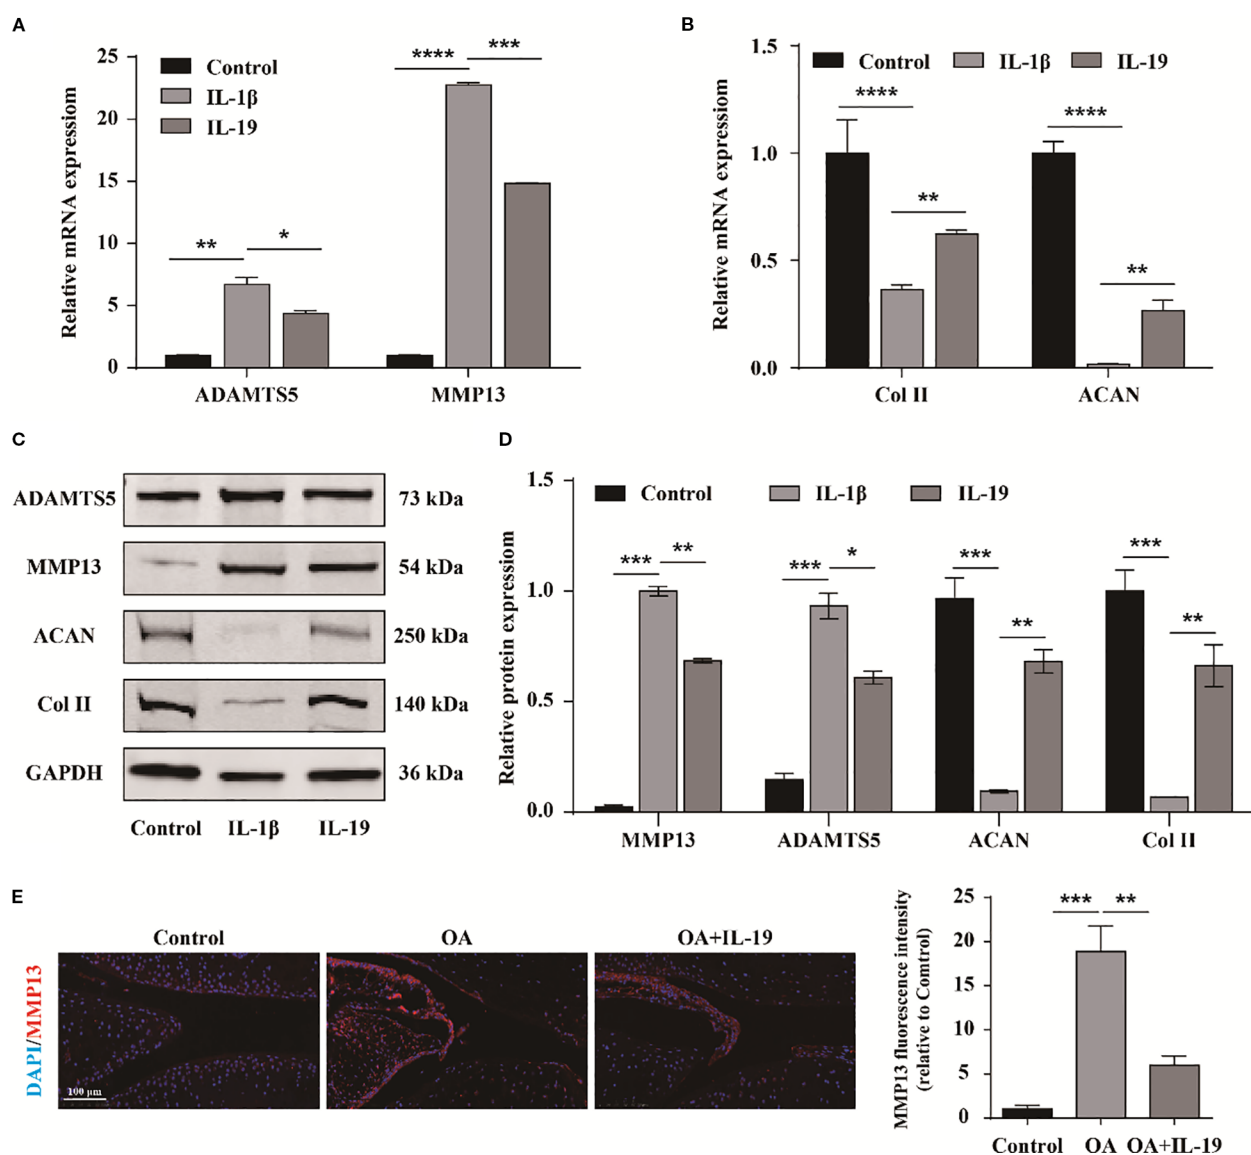 A
Relative mRNA expressiom
25
20
15
10
5
0
Control
IL-1β
IL-19
**
*
****
***
ADAMTS5
MMP13
B
Relative mRNA expressiom
1.5
1.0
0.5
0.0
Control
IL-1β
IL-19
****
**
****
**
Col II
ACAN
C
ADAMTS5
73 kDa
MMP13
54 kDa
ACAN
250 kDa
Col II
140 kDa
GAPDH
36 kDa
Control
IL-1β
IL-19
D
Relative protein expressiom
1.5
1.0
0.5
0.0
Control
IL-1β
IL-19
***
**
***
*
***
**
***
**
MMP13
ADAMTS5
ACAN
Col II
E
DAPI/MMP13
Control
OA
OA+IL-19
100 μm
MMP13 fluorescence intensity
(relative to Comtrol)
25
20
15
10
5
0
***
**
Control
OA
OA+IL-19